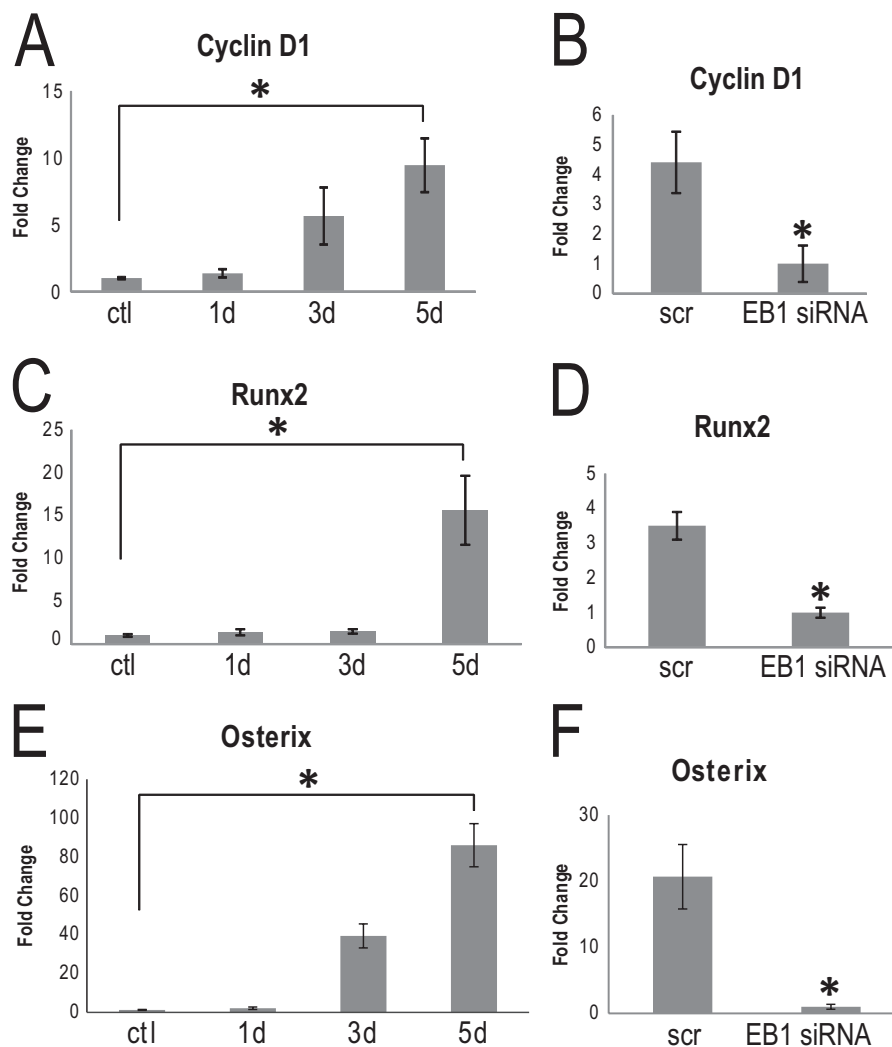 A
Cyclin D1
Fold Change
15
10
5
0
*
ctl 1d 3d 5d
B
Cyclin D1
Fold Change
6
5
4
3
2
1
0
*
scr EB1 siRNA
C
Runx2
Fold Change
25
20
15
10
5
0
*
ctl 1d 3d 5d
D
Runx2
Fold Change
5
4
3
2
1
0
*
scr EB1 siRNA
E
Osterix
Fold Change
120
100
80
60
40
20
0
*
ctl 1d 3d 5d
F
Osterix
Fold Change
30
20
10
0
*
scr EB1 siRNA